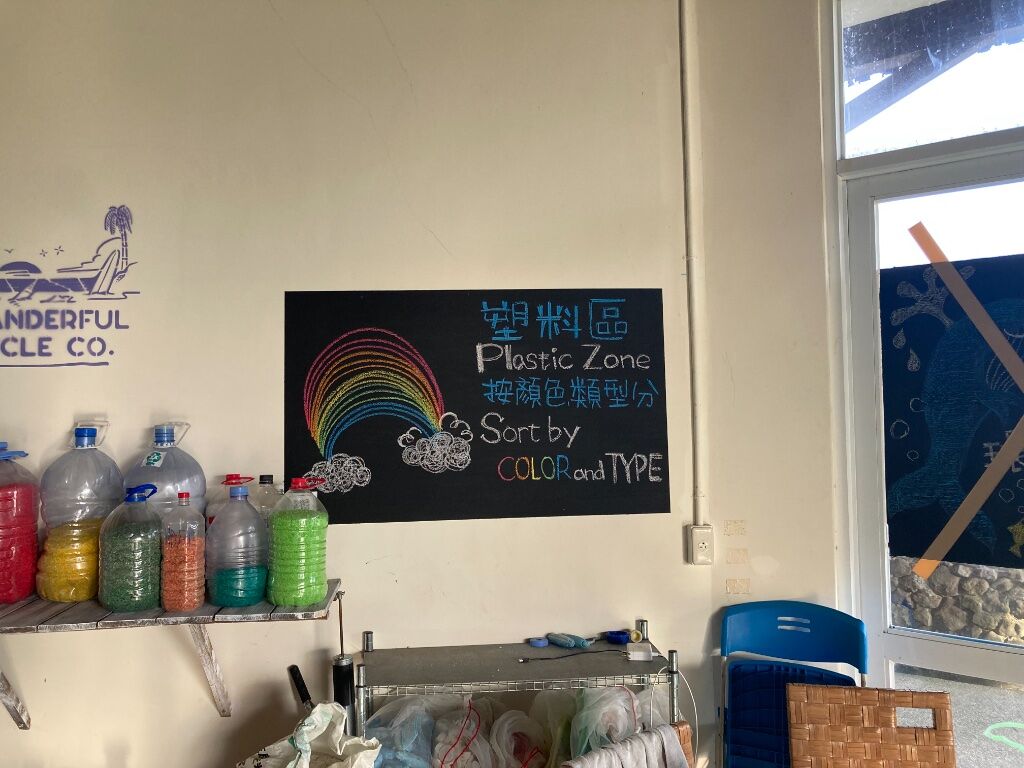 ANDERFUL
CLE CO.
塑料區
Plastic Zone
按顏色類型分
Sort by
COLOR and TYPE